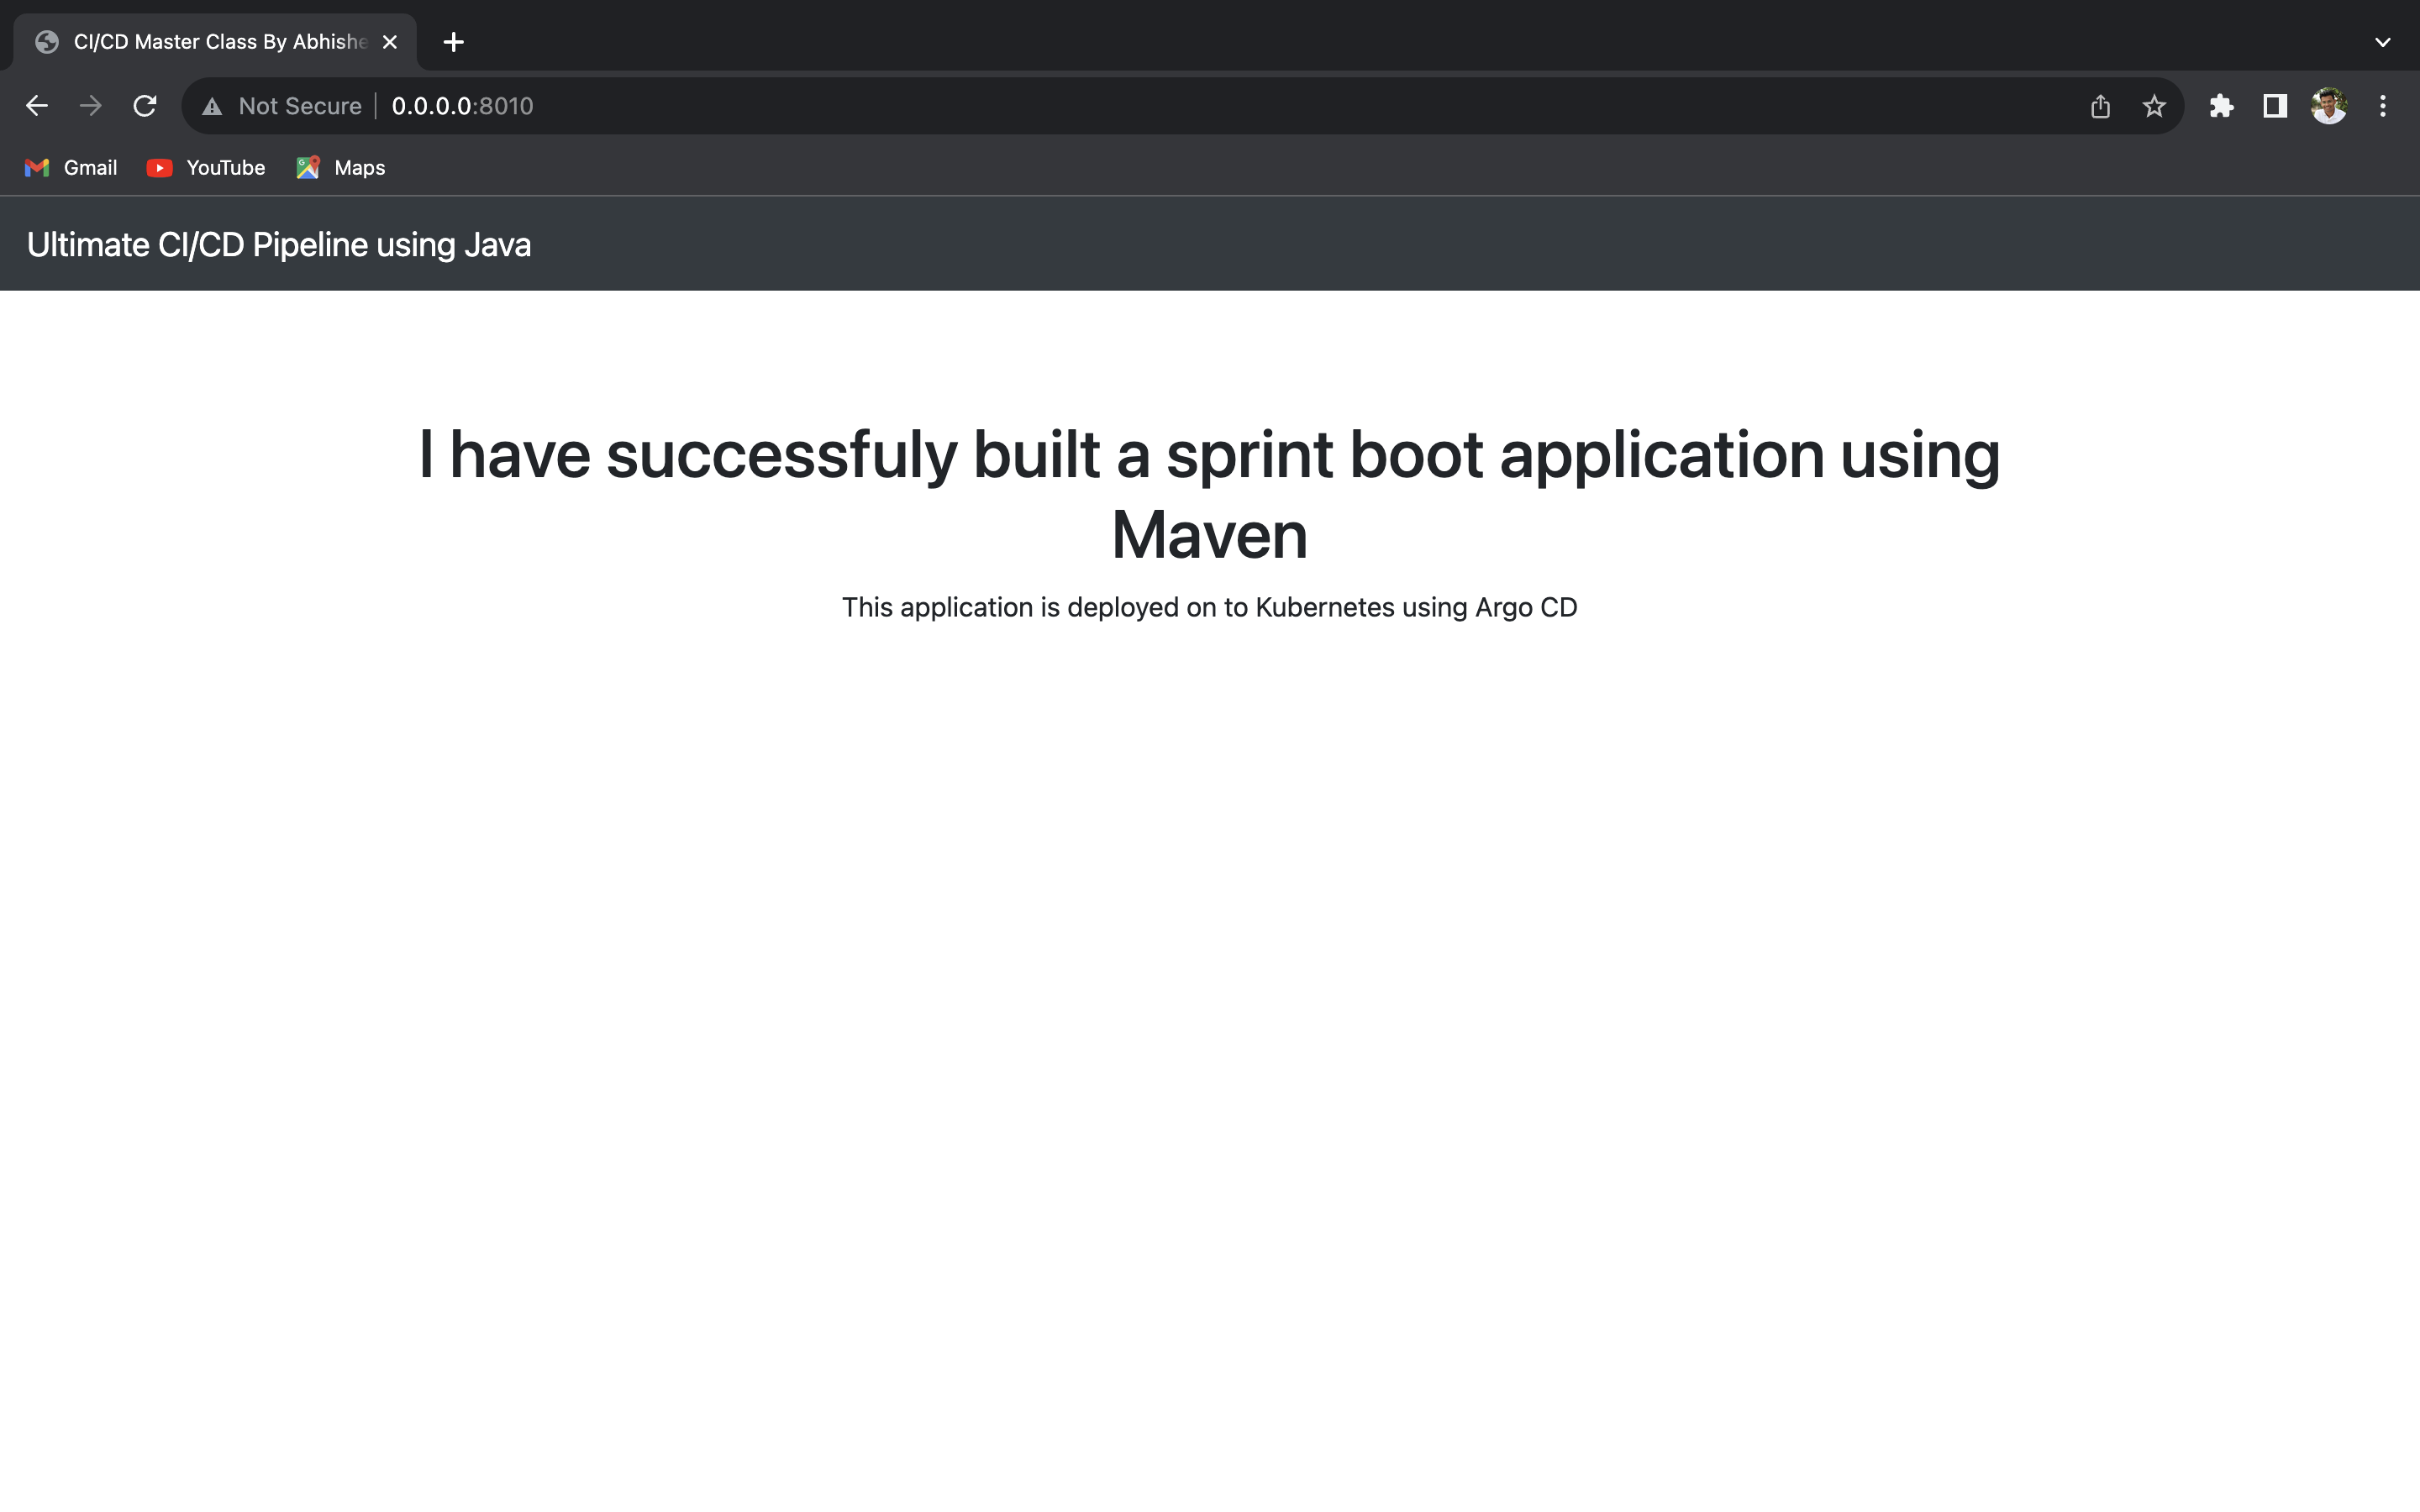 CI/CD Master Class By Abhishe
Not Secure 0.0.0.0:8010
Gmail YouTube Maps
Ultimate CI/CD Pipeline using Java
I have successfuly built a sprint boot application using
Maven
This application is deployed on to Kubernetes using Argo CD